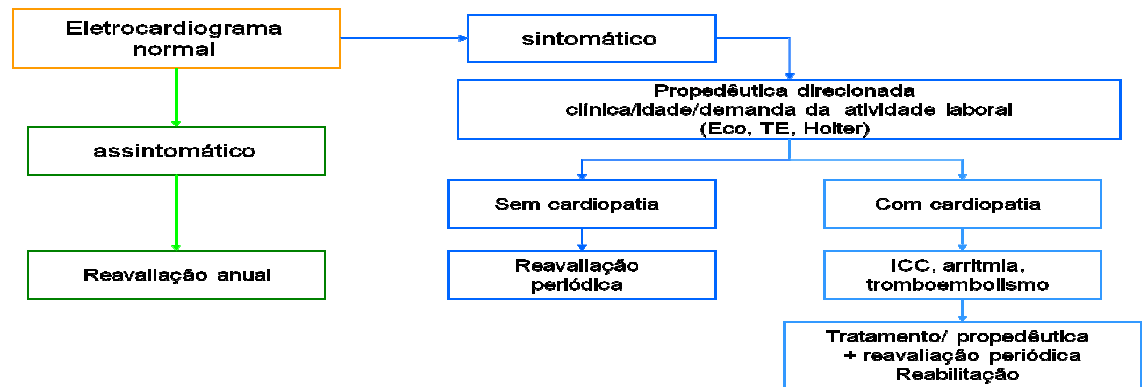 Eletrocardiograma
normal
sintomático
Propedêutica direcionada
clínica/idade/demanda da atividade laboral
(Eco, TE, Holter)
assintomático
Sem cardiopatia
Com cardiopatia
Reavaliação anual
Reavaliação
periódica
ICC, arritmia,
tromboembolismo
Tratamento/ propedêutica
+ reavaliação periódica
Reabilitação